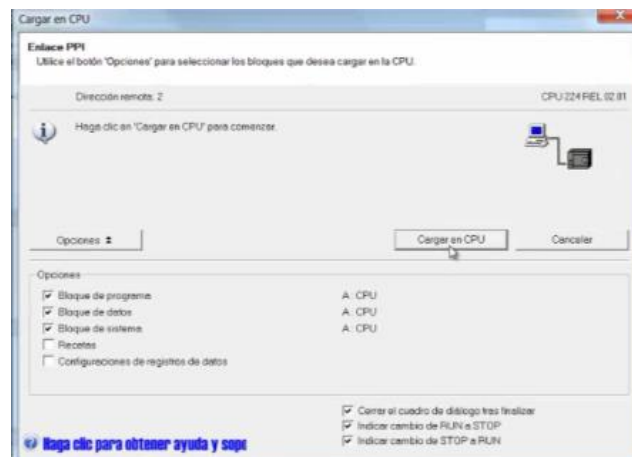 Cargar en CPU
Enlace PPI
Utilice el botón 'Opciones' para seleccionar los bloques que desea cargar en la CPU.
Dirección remota: 2 CPU 224 REL 02.01
Haga clic en 'Cargar en CPU' para comenzar.
Opciones Cargar en CPU Cancelar
Opciones
Bloque de programa A: CPU
Bloque de datos A: CPU
Bloque de sistema A: CPU
Recetas
Configuraciones de registros de datos
Cerrar el cuadro de diálogo tras finalizar
Indicar cambio de RUN a STOP
Haga clic para obtener ayuda y sopo Indicar cambio de STOP a RUN